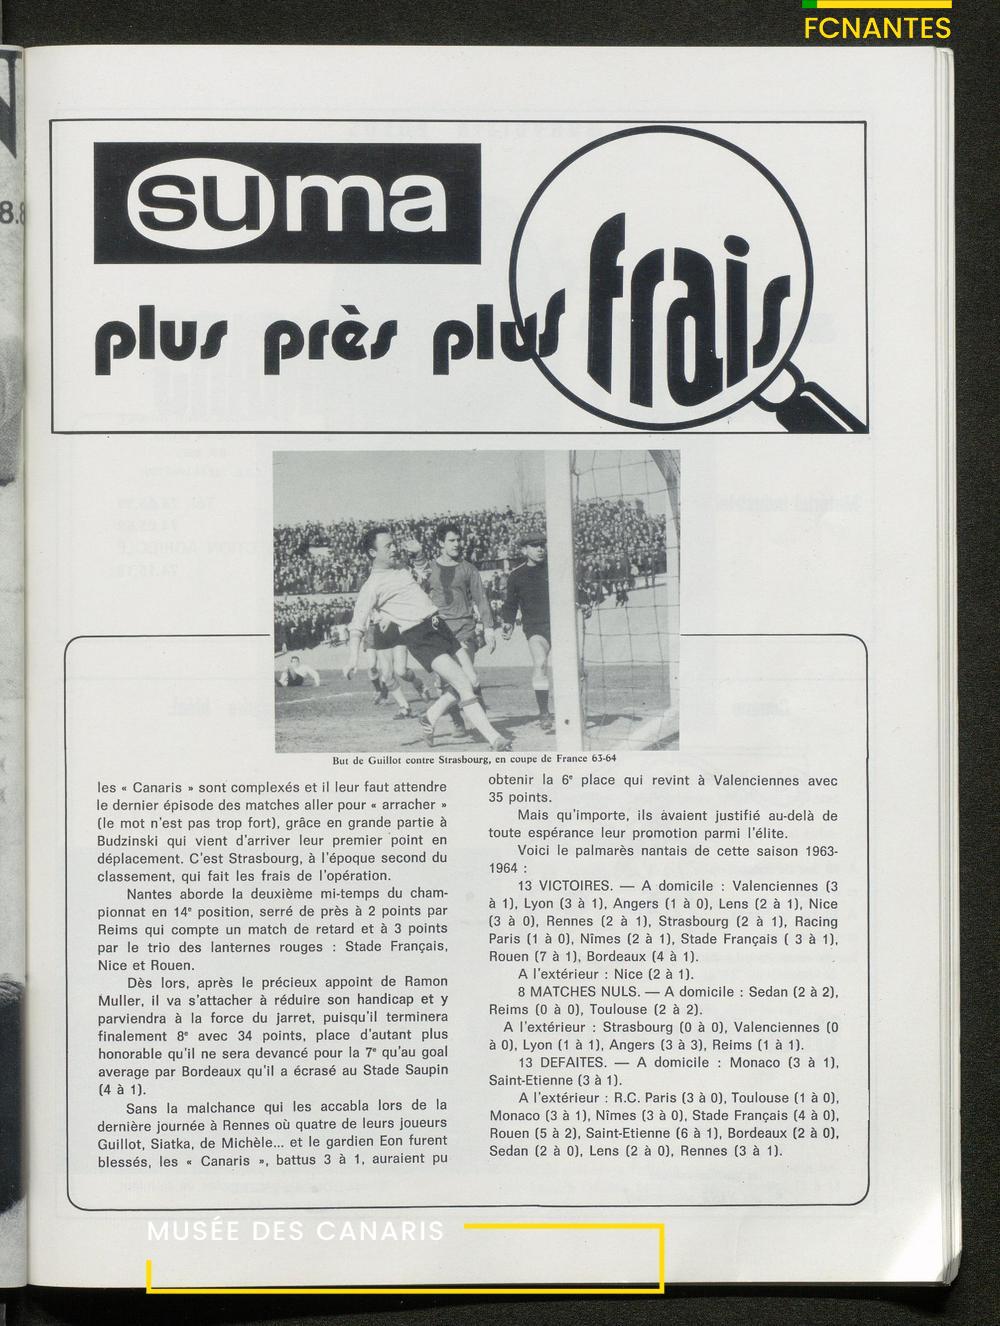 FCNANTES
8.8
suma
plus près plus frais
But de Guillot contre Strasbourg, en coupe de France 63-64
les « Canaris » sont complexés et il leur faut attendre
le dernier épisode des matches aller pour « arracher »
(le mot n'est pas trop fort), grâce en grande partie à
Budzinski qui vient d'arriver leur premier point en
déplacement. C'est Strasbourg, à l'époque second du
classement, qui fait les frais de l'opération.
Nantes aborde la deuxième mi-temps du cham-
pionnat en 14e position, serré de près à 2 points par
Reims qui compte un match de retard et à 3 points
par le trio des lanternes rouges : Stade Français,
Nice et Rouen.
Dès lors, après le précieux appoint de Ramon
Muller, il va s'attacher à réduire son handicap et y
parviendra à la force du jarret, puisqu'il terminera
finalement 8e avec 34 points, place d'autant plus
honorable qu'il ne sera devancé pour la 7e qu'au goal
average par Bordeaux qu'il a écrasé au Stade Saupin
(4 à 1).
Sans la malchance qui les accabla lors de la
dernière journée à Rennes où quatre de leurs joueurs
Guillot, Siatka, de Michèle... et le gardien Eon furent
blessés, les « Canaris », battus 3 à 1, auraient pu
obtenir la 6e place qui revint à Valenciennes avec
35 points.
Mais qu'importe, ils avaient justifié au-delà de
toute espérance leur promotion parmi l'élite.
Voici le palmarès nantais de cette saison 1963-
1964 :
13 VICTOIRES. — A domicile : Valenciennes (3
à 1), Lyon (3 à 1), Angers (1 à 0), Lens (2 à 1), Nice
(3 à 0), Rennes (2 à 1), Strasbourg (2 à 1), Racing
Paris (1 à 0), Nîmes (2 à 1), Stade Français ( 3 à 1),
Rouen (7 à 1), Bordeaux (4 à 1).
A l'extérieur : Nice (2 à 1).
8 MATCHES NULS. — A domicile : Sedan (2 à 2),
Reims (0 à 0), Toulouse (2 à 2).
A l'extérieur : Strasbourg (0 à 0), Valenciennes (0
à 0), Lyon (1 à 1), Angers (3 à 3), Reims (1 à 1).
13 DEFAITES. — A domicile : Monaco (3 à 1),
Saint-Etienne (3 à 1).
A l'extérieur : R.C. Paris (3 à 0), Toulouse (1 à 0),
Monaco (3 à 1), Nîmes (3 à 0), Stade Français (4 à 0),
Rouen (5 à 2), Saint-Etienne (6 à 1), Bordeaux (2 à 0),
Sedan (2 à 0), Lens (2 à 0), Rennes (3 à 1).
MUSÉE DES CANARIS